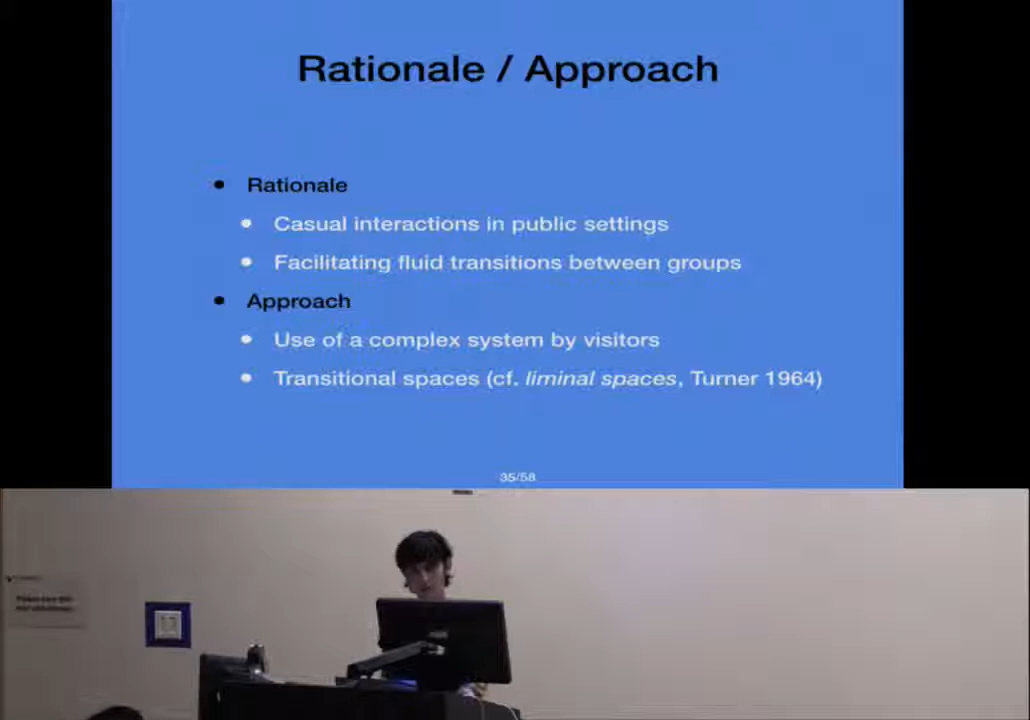 Rationale / Approach
• Rationale
• Casual interactions in public settings
• Facilitating fluid transitions between groups
• Approach
• Use of a complex system by visitors
• Transitional spaces (cf. liminal spaces, Turner 1964)
35/58